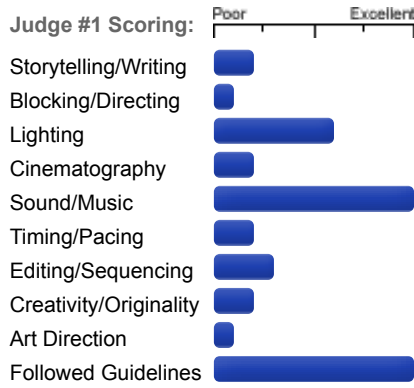 Judge #1 Scoring:
Poor Excellent
Storytelling/Writing
Blocking/Directing
Lighting
Cinematography
Sound/Music
Timing/Pacing
Editing/Sequencing
Creativity/Originality
Art Direction
Followed Guidelines